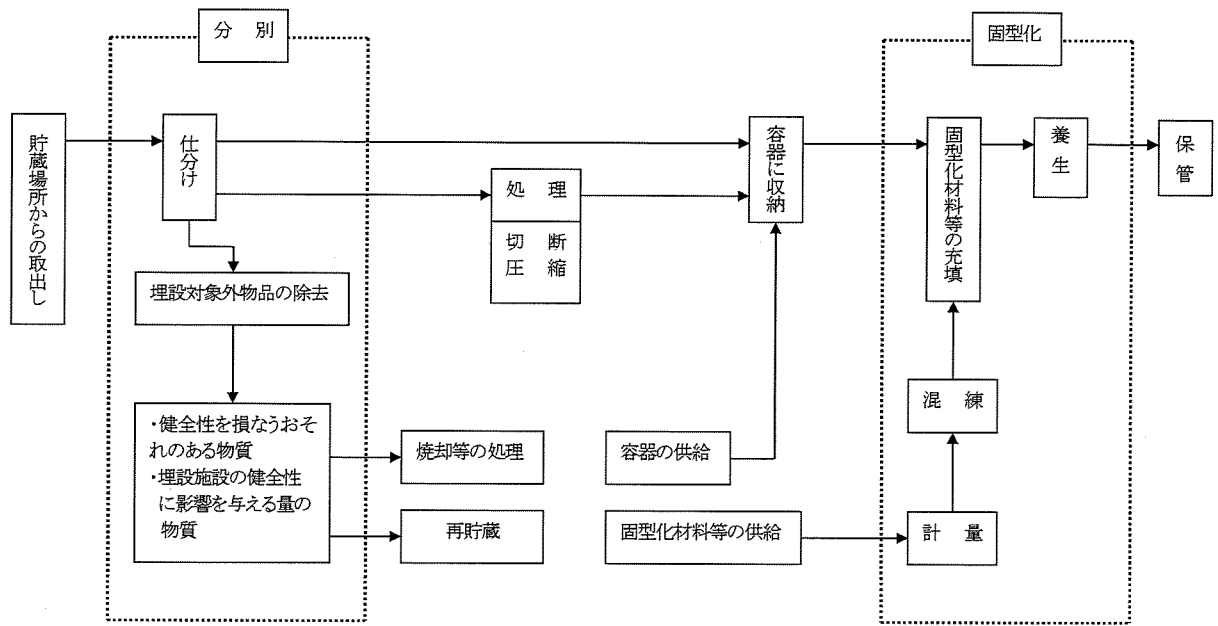 分 別
固型化
貯蔵場所からの取出し
仕分け
処 理
切 断
圧 縮
容器に収納
固型化材料等の充填
養生
保管
埋設対象外物品の除去
・健全性を損なうおそ
れのある物質
・埋設施設の健全性
に影響を与える量の
物質
焼却等の処理
再貯蔵
容器の供給
固型化材料等の供給
混 練
計 量